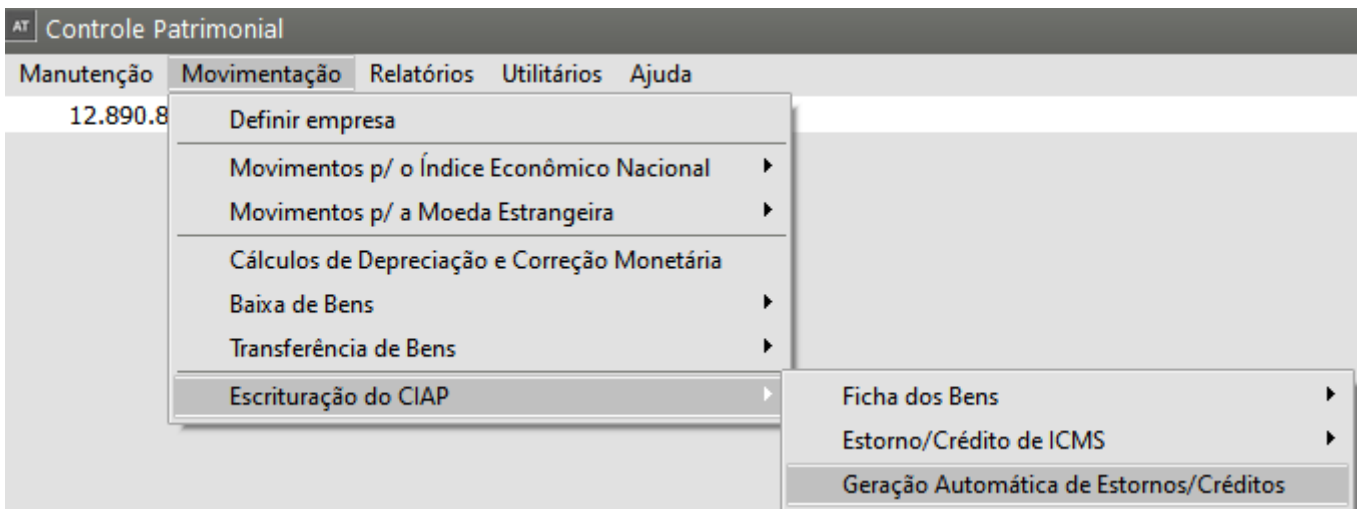 AT Controle Patrimonial
Manutenção Movimentação Relatórios Utilitários Ajuda
12.890.8
Definir empresa
Movimentos p/ o Índice Econômico Nacional
Movimentos p/ a Moeda Estrangeira
Cálculos de Depreciação e Correção Monetária
Baixa de Bens
Transferência de Bens
Escrituração do CIAP
Ficha dos Bens
Estorno/Crédito de ICMS
Geração Automática de Estornos/Créditos